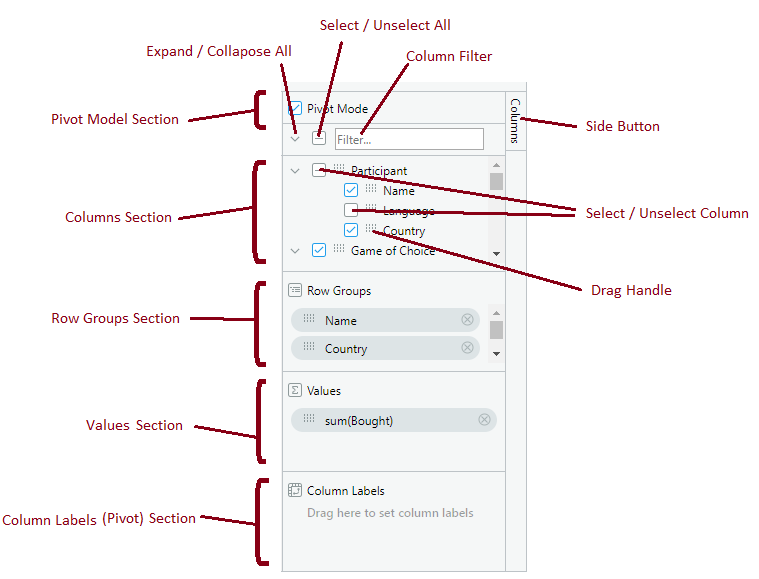 Select / Unselect All
Expand / Collapose All
Column Filter
Pivot Model Section
Pivot Mode
Columns
Side Button
Filter...
Participant
Name
Columns Section
Language
Select / Unselect Column
Country
Game of Choice
Drag Handle
Row Groups
Row Groups Section
Name
Country
Values
Values Section
sum(Bought)
Column Labels
Column Labels (Pivot) Section
Drag here to set column labels